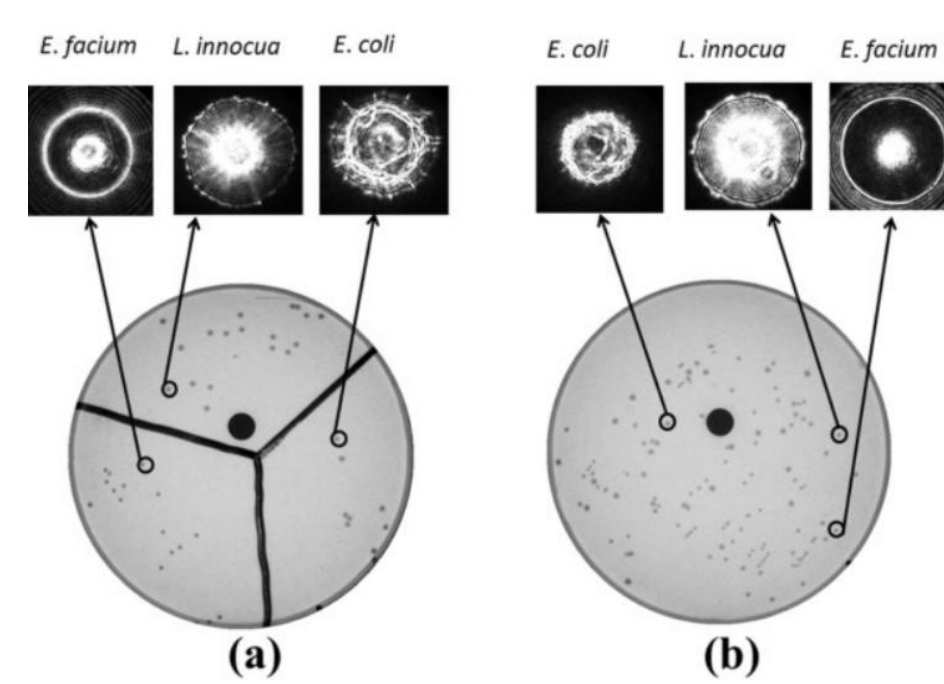 E. facium L. innocua E. coli
E. coli L. innocua E. facium
(a)
(b)